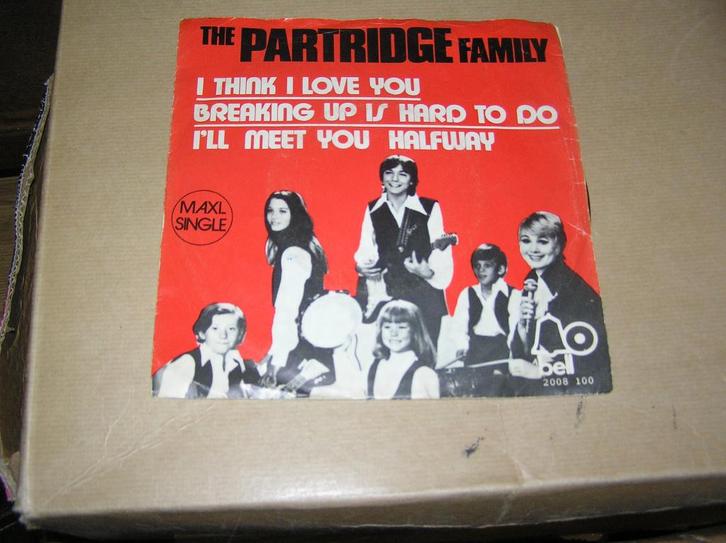 THE PARTRIDGE FAMILY
I THINK I LOVE YOU
BREAKING UP IS HARD TO DO
I'LL MEET YOU HALFWAY
MAXI
SINGLE
bell
2008 100